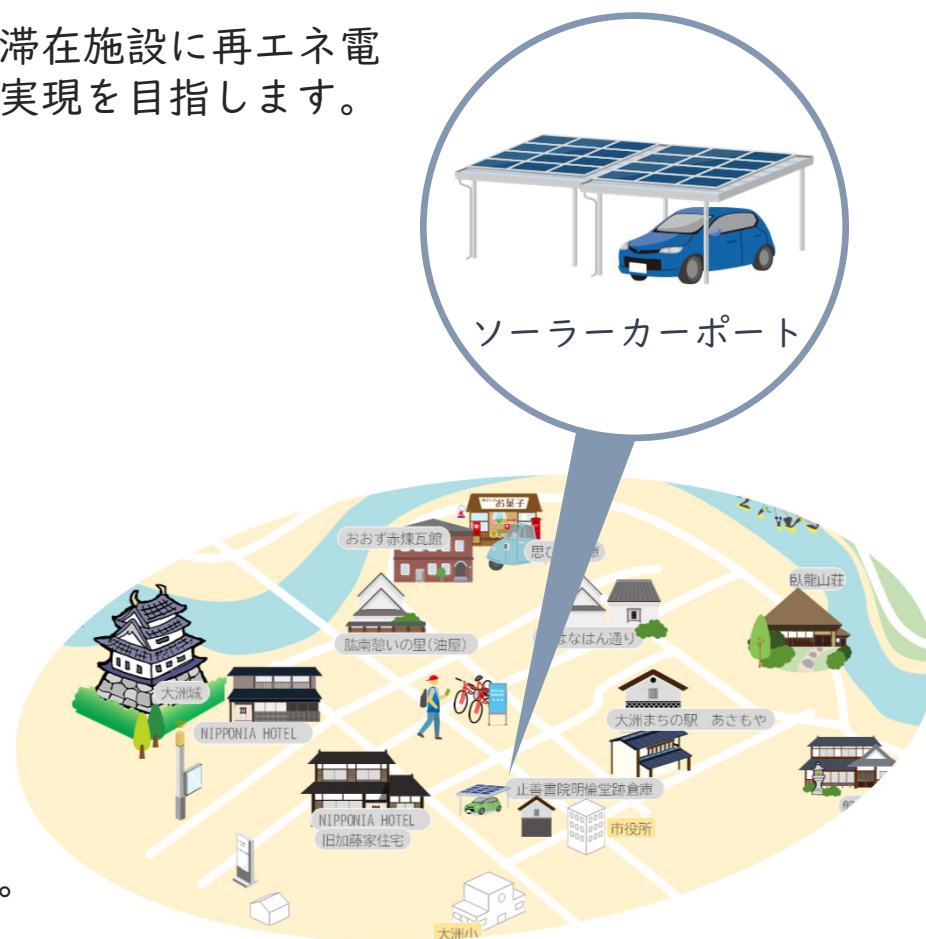 滞在施設に再エネ電
実現を目指します。
ソーラーカーポート
お菓子
おおず赤煉瓦館
思ひ
臥龍山荘
肱南憩いの里(油屋)
なはん通り
大洲城
NIPPONIA HOTEL
大洲まちの駅 あさもや
止善書院明倫堂跡倉庫
NIPPONIA HOTEL
旧加藤家住宅
市役所
。
大洲小